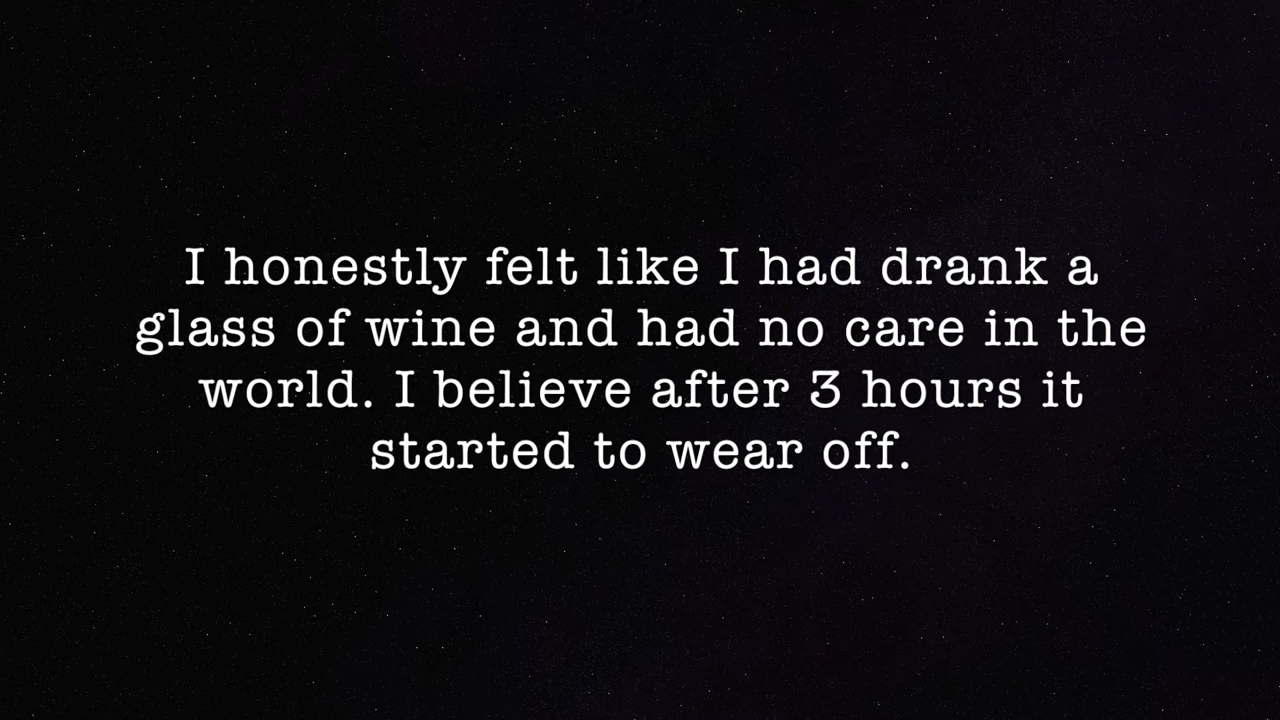 I honestly felt like I had drank a
glass of wine and had no care in the
world. I believe after 3 hours it
started to wear off.